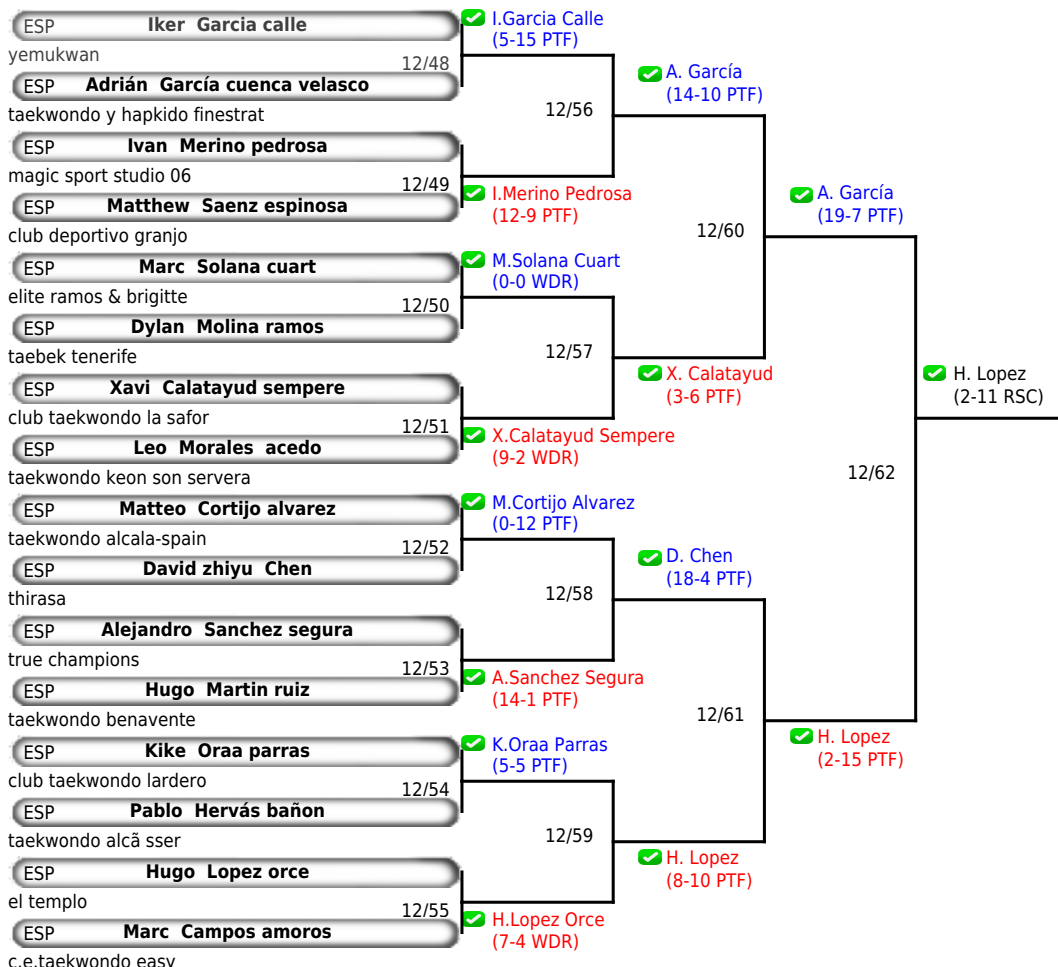 ESP Iker Garcia calle
yemukwan
12/48
ESP Adrián García cuenca velasco
taekwondo y hapkido finestrat
ESP Ivan Merino pedrosa
magic sport studio 06
12/49
ESP Matthew Saenz espinosa
club deportivo granjo
ESP Marc Solana cuart
elite ramos & brigitte
12/50
ESP Dylan Molina ramos
taebek tenerife
ESP Xavi Calatayud sempere
club taekwondo la safor
12/51
ESP Leo Morales acedo
taekwondo keon son servera
ESP Matteo Cortijo alvarez
taekwondo alcala-spain
12/52
ESP David zhiyu Chen
thirasa
ESP Alejandro Sanchez segura
true champions
12/53
ESP Hugo Martin ruiz
taekwondo benavente
ESP Kike Oraa parras
club taekwondo lardero
12/54
ESP Pablo Hervás bañon
taekwondo alcã sser
ESP Hugo Lopez orce
el templo
12/55
ESP Marc Campos amoros
c.e.taekwondo easy
I.Garcia Calle
(5-15 PTF)
12/56
I.Merino Pedrosa
(12-9 PTF)
M.Solana Cuart
(0-0 WDR)
12/57
X.Calatayud Sempere
(9-2 WDR)
M.Cortijo Alvarez
(0-12 PTF)
12/58
A.Sanchez Segura
(14-1 PTF)
K.Oraa Parras
(5-5 PTF)
12/59
H.Lopez Orce
(7-4 WDR)
A. García
(14-10 PTF)
12/60
X. Calatayud
(3-6 PTF)
D. Chen
(18-4 PTF)
12/61
H. Lopez
(8-10 PTF)
A. García
(19-7 PTF)
12/62
H. Lopez
(2-15 PTF)
H. Lopez
(2-11 RSC)